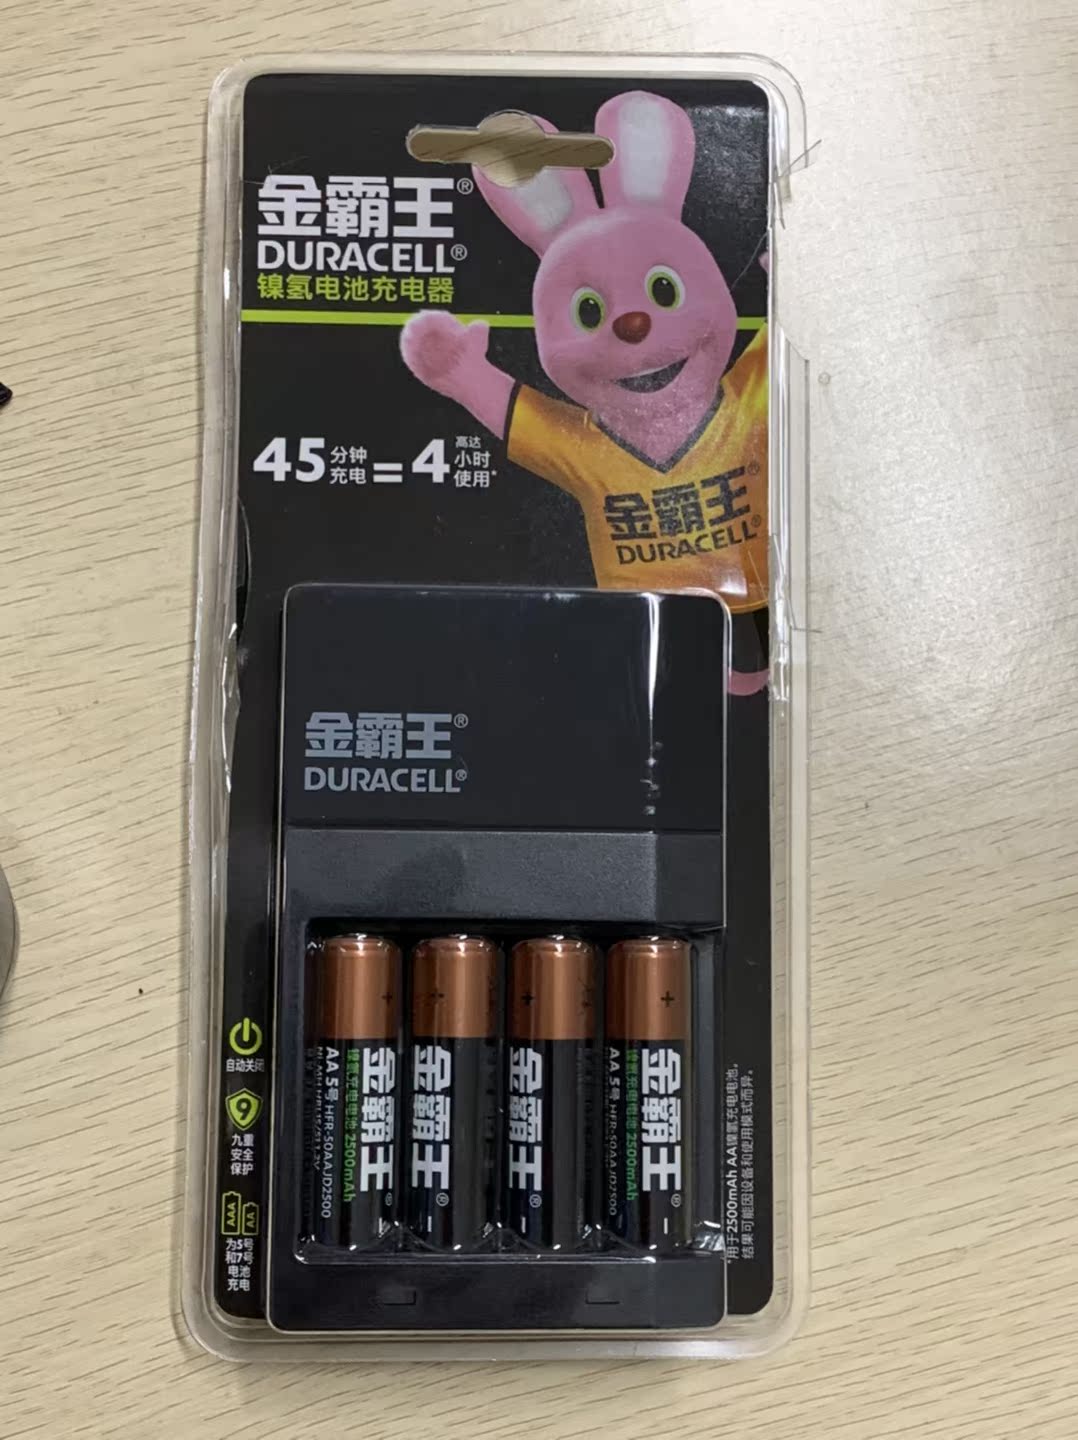 金霸王®
DURACELL®
镍氢电池充电器
45分钟充电=4高达小时使用*
金霸王®
DURACELL®
金霸王®
DURACELL®
+
+
+
+
金霸王®
镍氢充电电池 2500mAh
AA 5号 HFR-50AAJD2500
金霸王®
金霸王®
金霸王®
镍氢充电电池 2500mAh
AA 5号 HFR-50AAJD2500
自动关闭
9
九重
安全
保护
AAA
AA
为5号
和7号
电池
充电
*用于2500mAh AA镍氢充电电池。
结果可能因设备和使用模式而异。